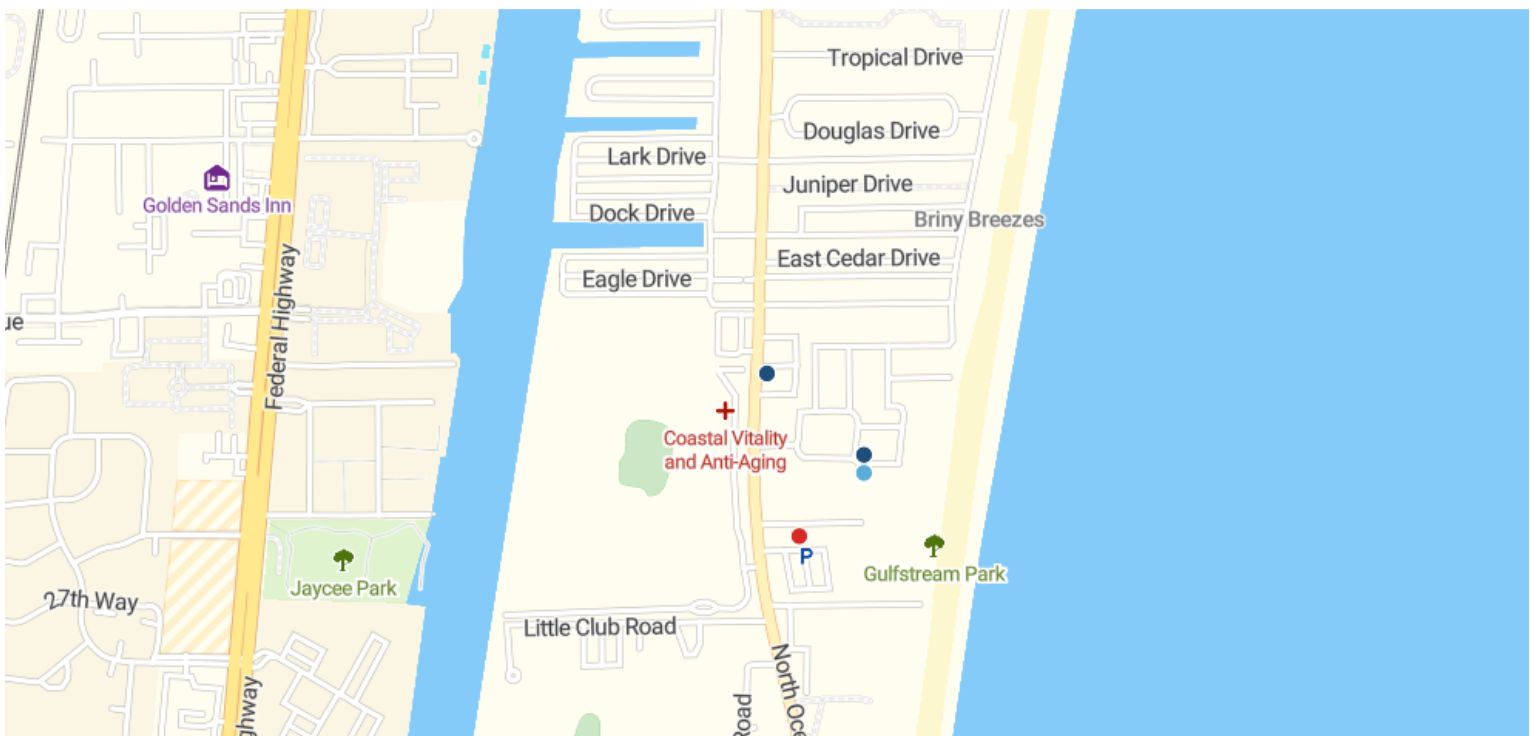 Tropical Drive
Douglas Drive
Lark Drive
Juniper Drive
Golden Sands Inn
Dock Drive
Briny Breezes
East Cedar Drive
Eagle Drive
Federal Highway
ue
Coastal Vitality
and Anti-Aging
P
Gulfstream Park
Jaycee Park
27th Way
Little Club Road
North Oce
Road
ghway